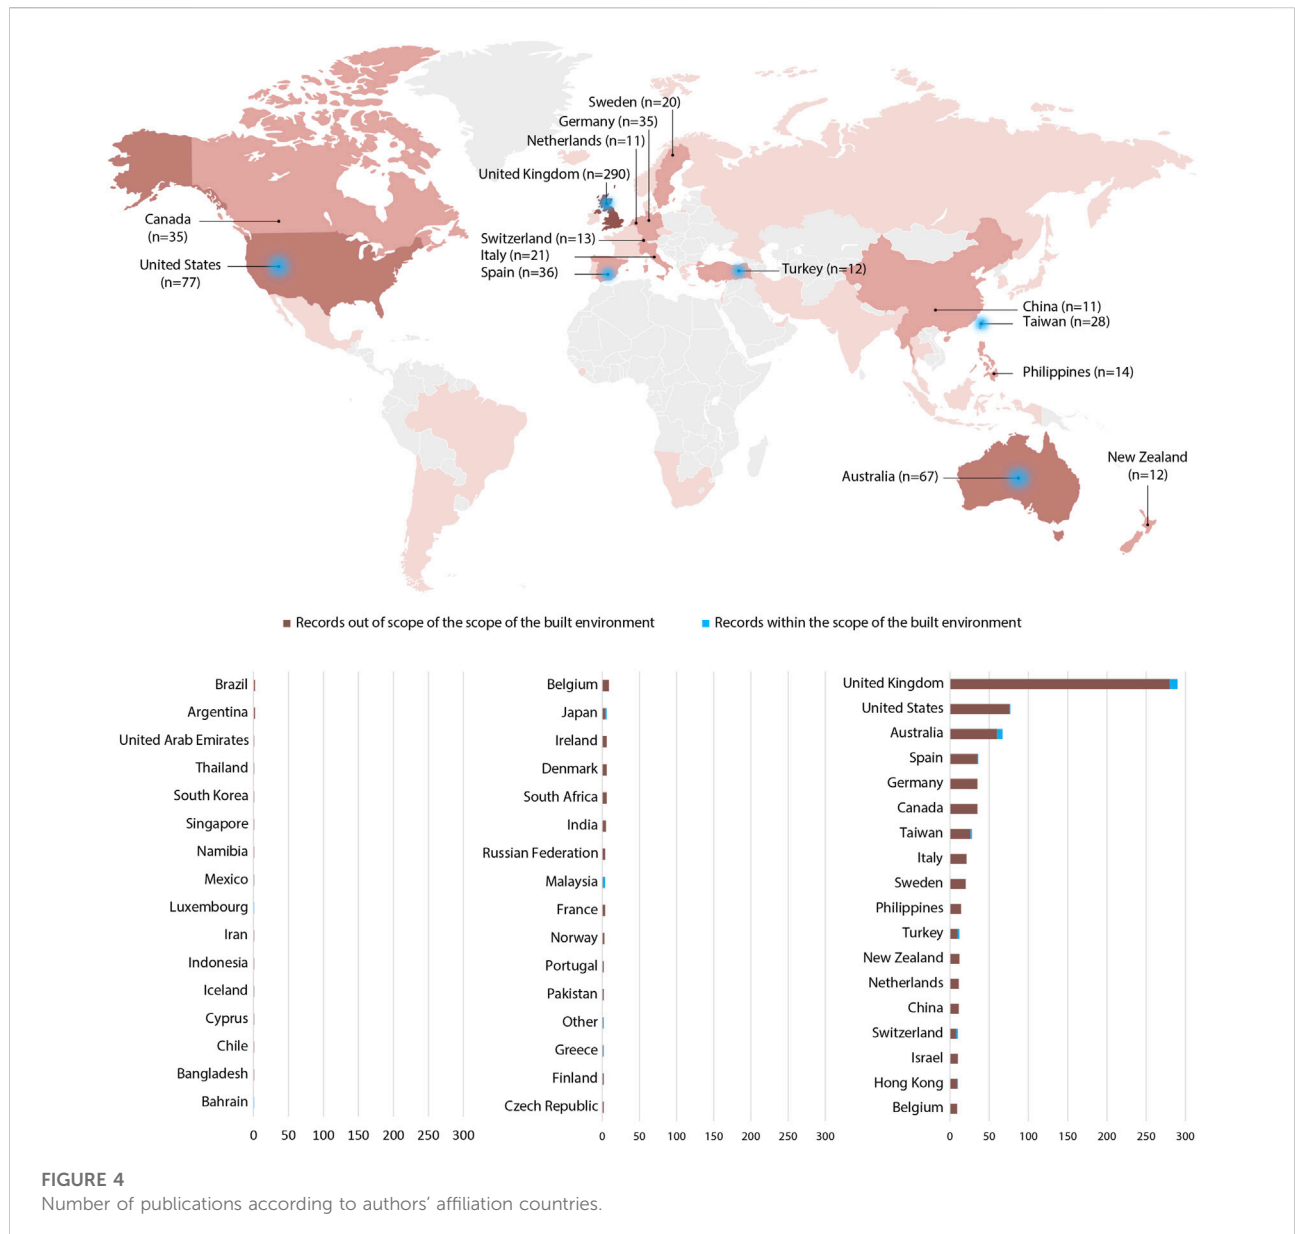 Sweden (n=20)
Germany (n=35)
Netherlands (n=11)
United Kingdom (n=290)
Canada
(n=35)
United States
(n=77)
Switzerland (n=13)
Italy (n=21)
Spain (n=36)
Turkey (n=12)
China (n=11)
Taiwan (n=28)
Philippines (n=14)
Australia (n=67)
New Zealand
(n=12)
Records out of scope of the scope of the built environment
Records within the scope of the built environment
Brazil
Argentina
United Arab Emirates
Thailand
South Korea
Singapore
Namibia
Mexico
Luxembourg
Iran
Indonesia
Iceland
Cyprus
Chile
Bangladesh
Bahrain
0 50 100 150 200 250 300
Belgium
Japan
Ireland
Denmark
South Africa
India
Russian Federation
Malaysia
France
Norway
Portugal
Pakistan
Other
Greece
Finland
Czech Republic
0 50 100 150 200 250 300
United Kingdom
United States
Australia
Spain
Germany
Canada
Taiwan
Italy
Sweden
Philippines
Turkey
New Zealand
Netherlands
China
Switzerland
Israel
Hong Kong
Belgium
0 50 100 150 200 250 300
FIGURE 4
Number of publications according to authors' affiliation countries.